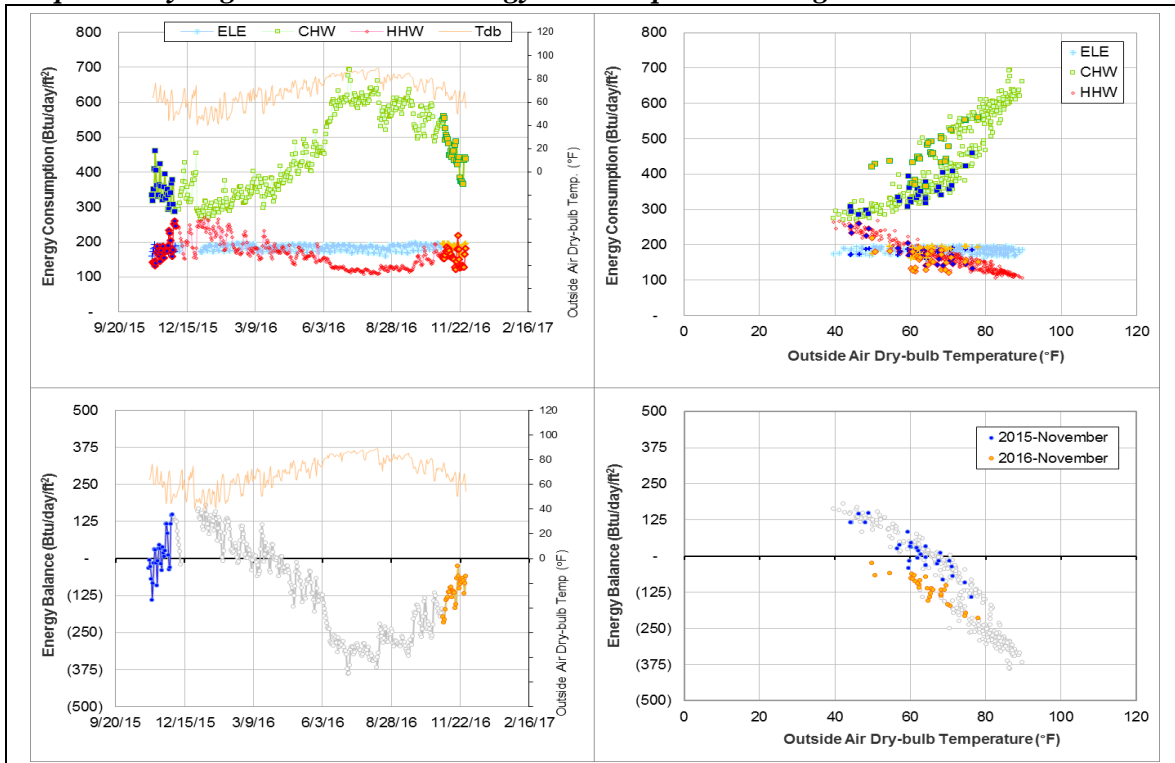 ELE CHW HHW Tdb
Energy Consumption (Btu/day/ft²)
800
700
600
500
400
300
200
100
-
120
100
80
60
40
20
0
Outside Air Dry-bulb Temp. (°F)
9/20/15 12/15/15 3/9/16 6/3/16 8/28/16 11/22/16 2/16/17
ELE
CHW
HHW
Energy Consumption (Btu/day/ft²)
800
700
600
500
400
300
200
100
-
0 20 40 60 80 100 120
Outside Air Dry-bulb Temperature (°F)
Energy Balance (Btu/day/ft²)
500
375
250
125
-
(125)
(250)
(375)
(500)
120
100
80
60
40
20
0
Outside Air Dry-bulb Temp (°F)
9/20/15 12/15/15 3/9/16 6/3/16 8/28/16 11/22/16 2/16/17
2015-November
2016-November
Energy Balance (Btu/day/ft²)
500
375
250
125
-
(125)
(250)
(375)
(500)
0 20 40 60 80 100 120
Outside Air Dry-bulb Temperature (°F)